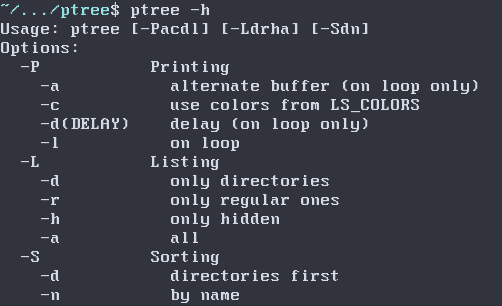 ~/.../ptree$ ptree -h
Usage: ptree [-Pacdl] [-Ldrha] [-Sdn]
Options:
  -P           Printing
    -a           alternate buffer (on loop only)
    -c           use colors from LS_COLORS
    -d(DELAY)    delay (on loop only)
    -l           on loop
  -L           Listing
    -d           only directories
    -r           only regular ones
    -h           only hidden
    -a           all
  -S           Sorting
    -d           directories first
    -n           by name